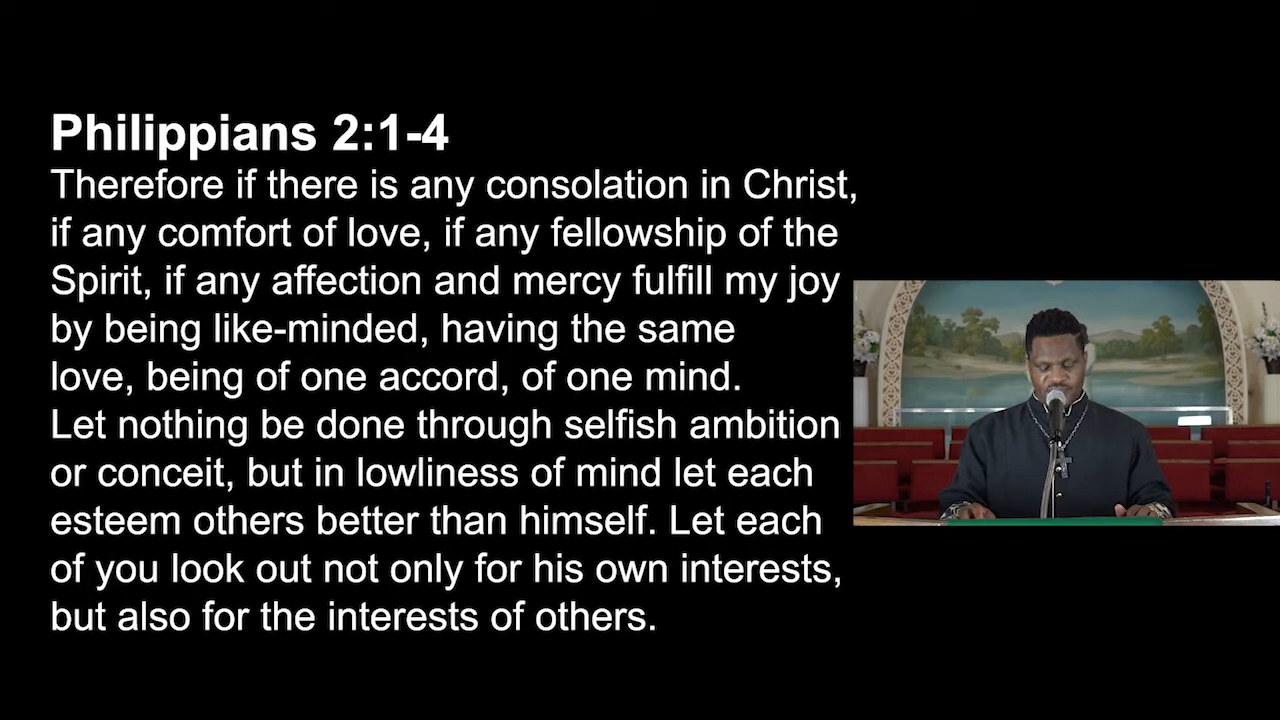 Philippians 2:1-4
Therefore if there is any consolation in Christ,
if any comfort of love, if any fellowship of the
Spirit, if any affection and mercy fulfill my joy
by being like-minded, having the same
love, being of one accord, of one mind.
Let nothing be done through selfish ambition
or conceit, but in lowliness of mind let each
esteem others better than himself. Let each
of you look out not only for his own interests,
but also for the interests of others.